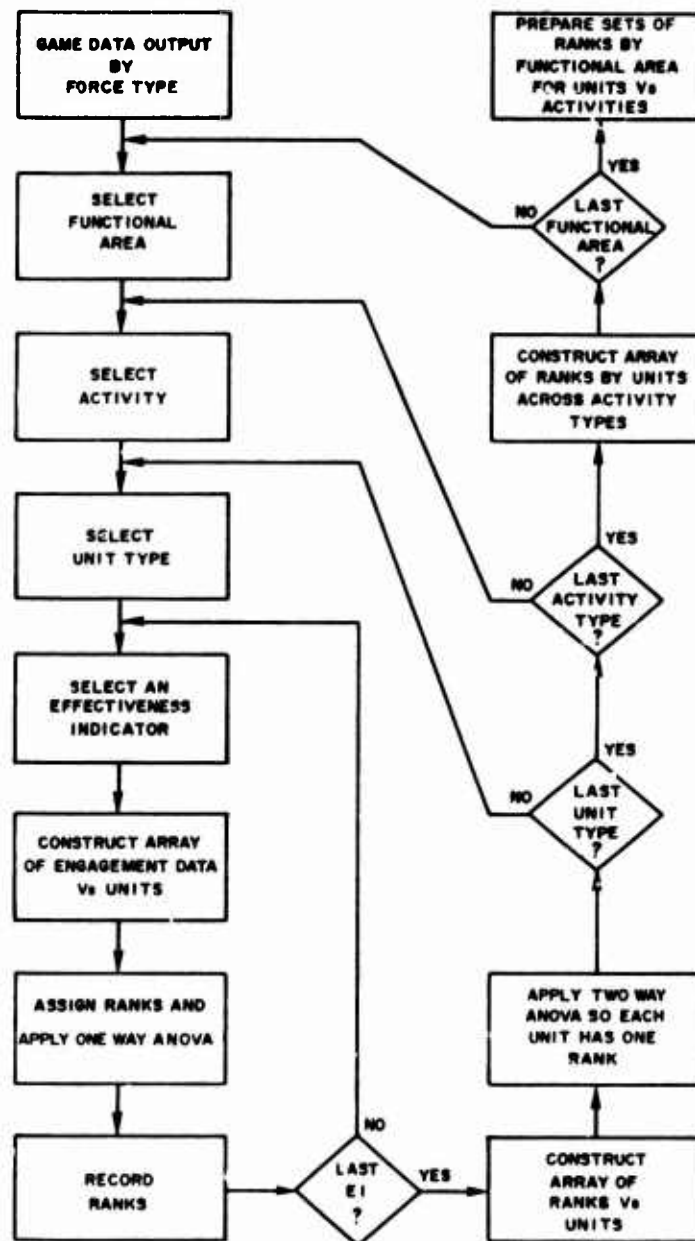 GAME DATA OUTPUT
BY
FORCE TYPE
SELECT
FUNCTIONAL
AREA
SELECT
ACTIVITY
SELECT
UNIT TYPE
SELECT AN
EFFECTIVENESS
INDICATOR
CONSTRUCT ARRAY
OF ENGAGEMENT DATA
Vs UNITS
ASSIGN RANKS AND
APPLY ONE WAY ANOVA
RECORD
RANKS
NO
LAST
EI
?
YES
CONSTRUCT
ARRAY OF
RANKS Vs
UNITS
APPLY TWO WAY
ANOVA SO EACH
UNIT HAS ONE
RANK
NO
LAST
UNIT
TYPE
?
YES
NO
LAST
ACTIVITY
TYPE
?
YES
CONSTRUCT ARRAY
OF RANKS BY UNITS
ACROSS ACTIVITY
TYPES
NO
LAST
FUNCTIONAL
AREA
?
YES
PREPARE SETS OF
RANKS BY
FUNCTIONAL AREA
FOR UNITS Vs
ACTIVITIES